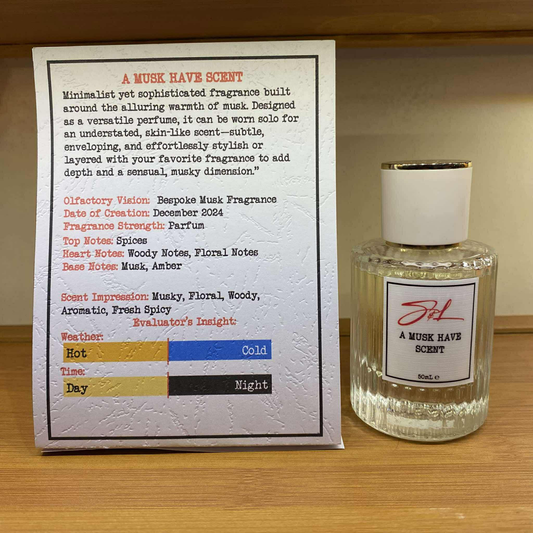 A MUSK HAVE SCENT
Minimalist yet sophisticated fragrance built
around the alluring warmth of musk. Designed
as a versatile perfume, it can be worn solo for
an understated, skin-like scent—subtle,
enveloping, and effortlessly stylish or
layered with your favorite fragrance to add
depth and a sensual, musky dimension.”
Olfactory Vision: Bespoke Musk Fragrance
Date of Creation: December 2024
Fragrance Strength: Parfum
Top Notes: Spices
Heart Notes: Woody Notes, Floral Notes
Base Notes: Musk, Amber
Scent Impression: Musky, Floral, Woody,
Aromatic, Fresh Spicy
Evaluator's Insight:
Weather:
Hot Cold
Time:
Day Night
A MUSK HAVE
SCENT
50mL e